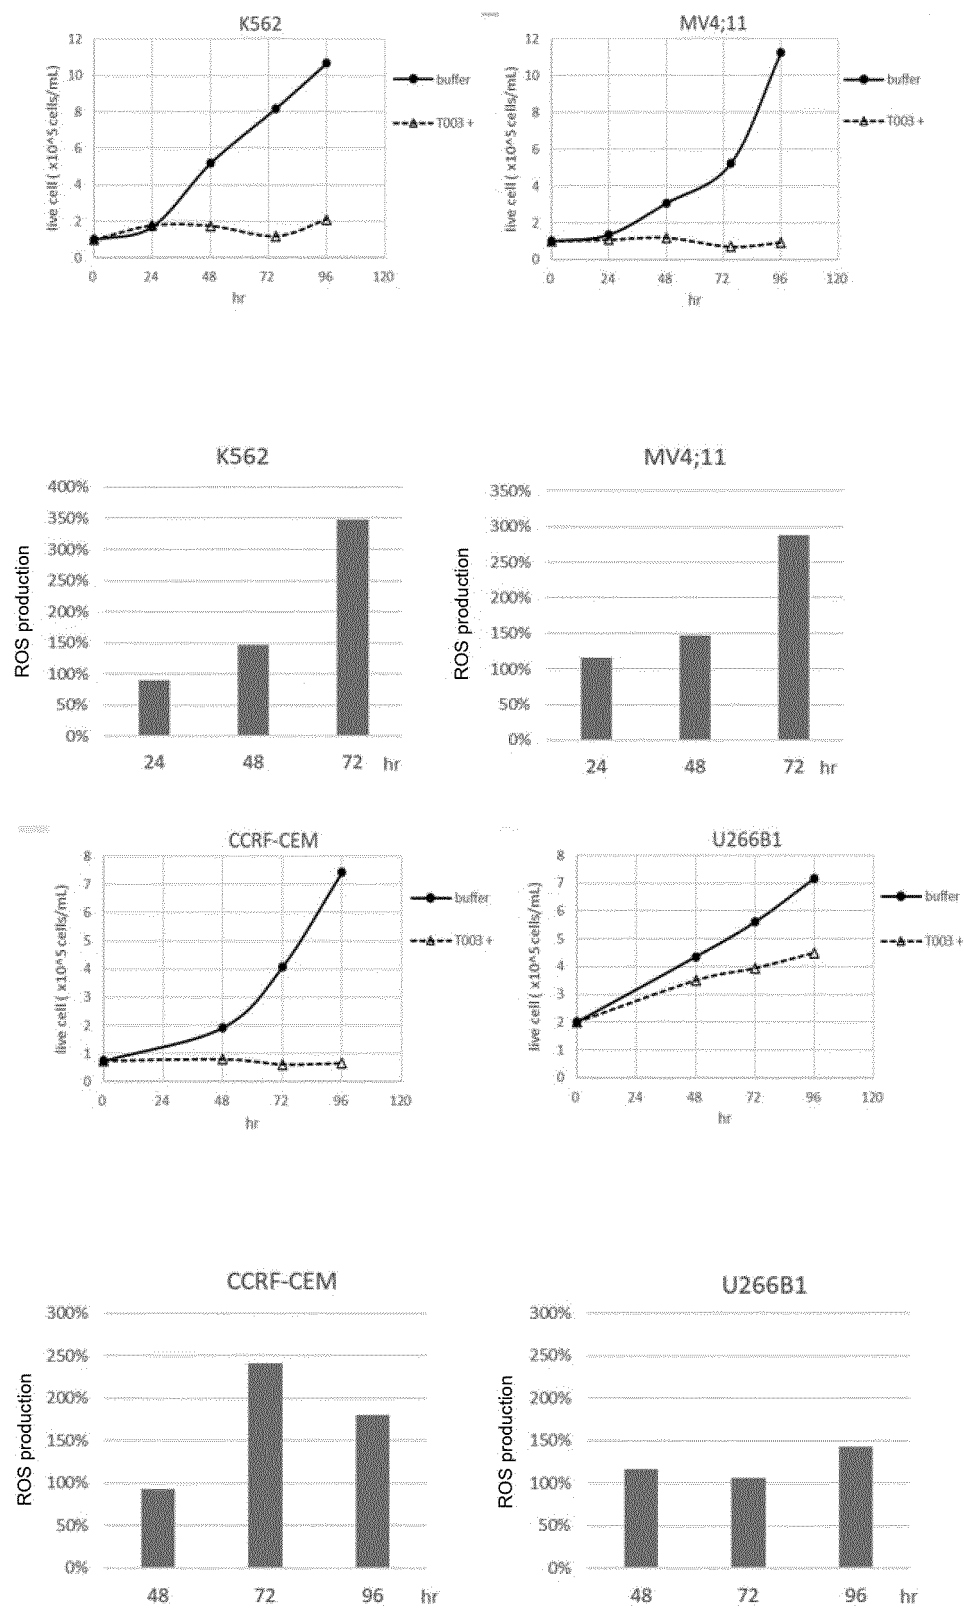 K562
live cell ( x10^5 cells/mL)
12
10
8
6
4
2
0
0 24 48 72 96 120
hr
buffer
T003 +
MV4;11
live cell ( x10^5 cells/mL)
12
10
8
6
4
2
0
0 24 48 72 96 120
hr
buffer
T003 +
K562
ROS production
400%
350%
300%
250%
200%
150%
100%
50%
0%
24 48 72 hr
MV4;11
ROS production
350%
300%
250%
200%
150%
100%
50%
0%
24 48 72 hr
CCRF-CEM
live cell ( x10^5 cells/mL)
8
7
6
5
4
3
2
1
0
0 24 48 72 96 120
hr
buffer
T003 +
U266B1
live cell ( x10^5 cells/mL)
8
7
6
5
4
3
2
1
0
0 24 48 72 96 120
hr
buffer
T003 +
CCRF-CEM
ROS production
300%
250%
200%
150%
100%
50%
0%
48 72 96 hr
U266B1
ROS production
300%
250%
200%
150%
100%
50%
0%
48 72 96 hr